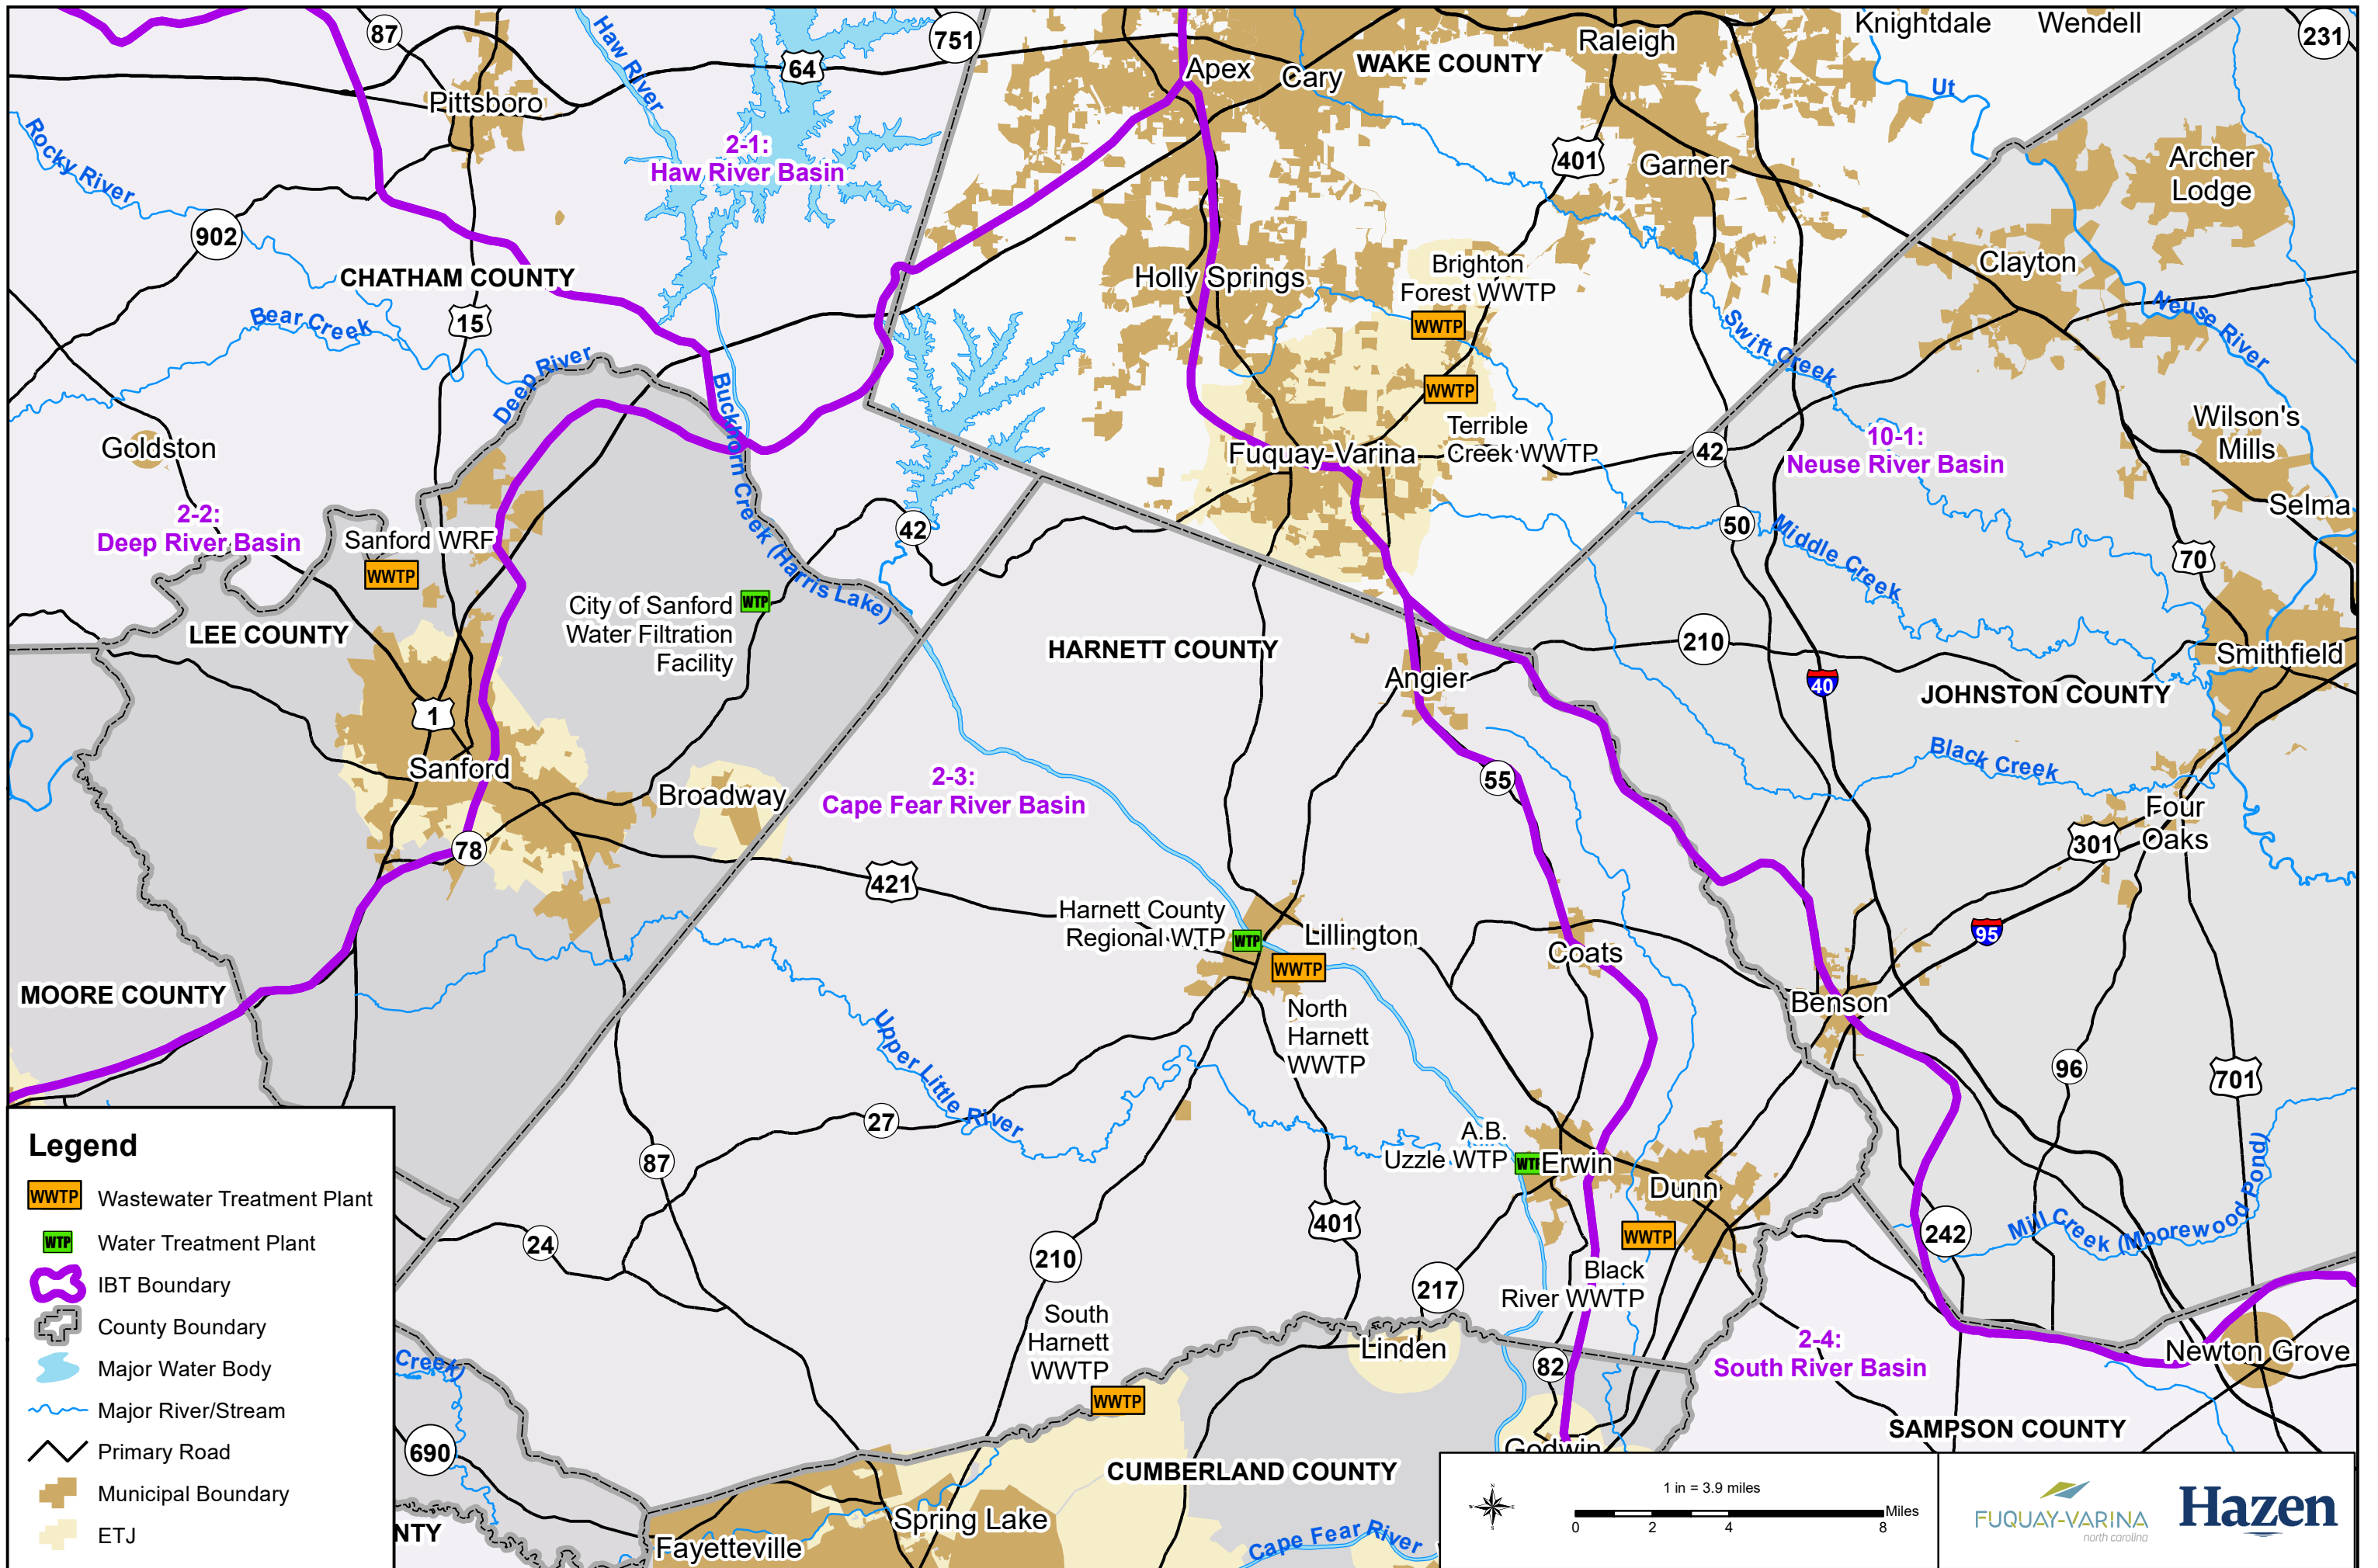 87
Haw River
64
751
Apex
Cary
WAKE COUNTY
Raleigh
Knightdale
Wendell
231
Ut
Pittsboro
Rocky River
2-1:
Haw River Basin
401
Garner
Archer
Lodge
902
CHATHAM COUNTY
Holly Springs
Brighton
Forest WWTP
WWTP
Clayton
Neuse River
15
Bear Creek
Deep River
Buckhorn Creek (Harris Lake)
WWTP
Swift Creek
Goldston
Terrible
Creek WWTP
Fuquay-Varina
42
10-1:
Neuse River Basin
Wilson's
Mills
Selma
2-2:
Deep River Basin
Sanford WRF
WWTP
42
50
Middle Creek
70
City of Sanford
Water Filtration
Facility
WTP
LEE COUNTY
HARNETT COUNTY
210
Smithfield
Angier
40
JOHNSTON COUNTY
1
Sanford
Broadway
2-3:
Cape Fear River Basin
55
Black Creek
Four
Oaks
301
78
421
Harnett County
Regional WTP
WTP
Lillington
WWTP
North
Harnett
WWTP
Coats
95
MOORE COUNTY
Benson
Upper Little River
96
701
27
87
A.B.
Uzzle WTP
WTP
Erwin
Dunn
WWTP
Black
River WWTP
24
210
401
217
242
Mill Creek (Moorewood Pond)
South
Harnett
WWTP
WWTP
Linden
82
2-4:
South River Basin
Newton Grove
SAMPSON COUNTY
Creek)
690
CUMBERLAND COUNTY
Godwin
NTY
Fayetteville
Spring Lake
Cape Fear River
Legend
WWTP Wastewater Treatment Plant
WTP Water Treatment Plant
IBT Boundary
County Boundary
Major Water Body
Major River/Stream
Primary Road
Municipal Boundary
ETJ
N
W E
S
1 in = 3.9 miles
Miles
0 2 4 8
FUQUAY-VARINA
north carolina
Hazen